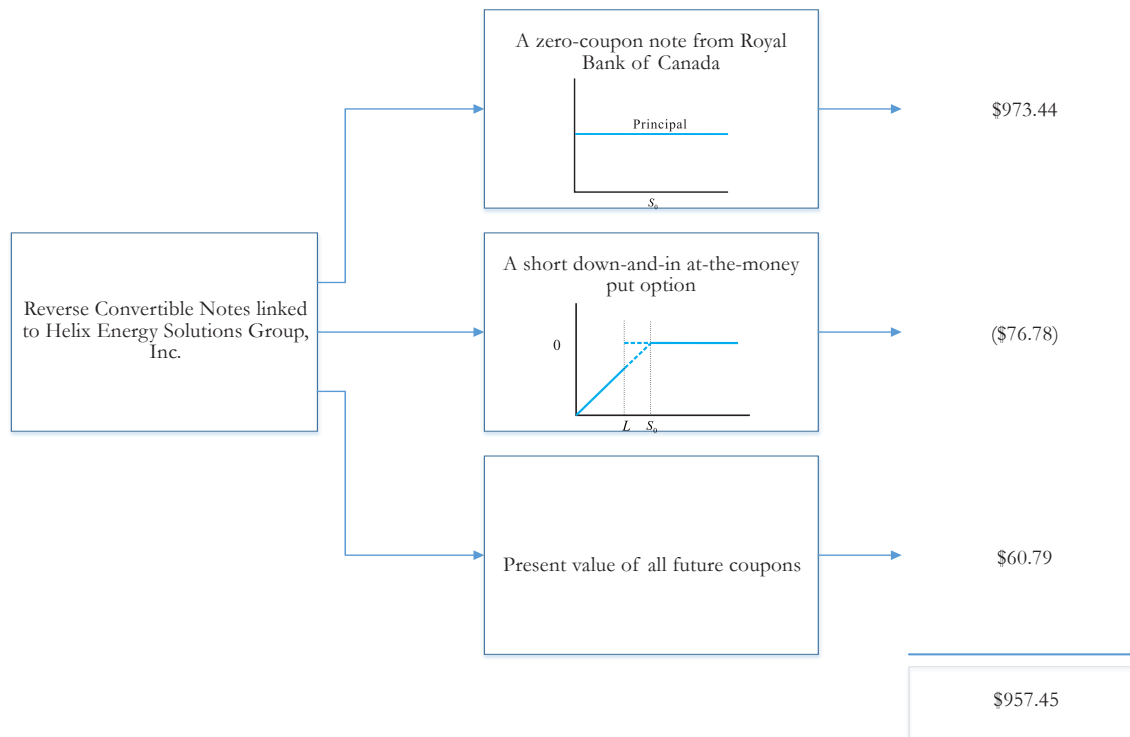 A zero-coupon note from Royal
Bank of Canada
Principal
S₀
$973.44
Reverse Convertible Notes linked
to Helix Energy Solutions Group,
Inc.
A short down-and-in at-the-money
put option
0
L S₀
($76.78)
Present value of all future coupons
$60.79
$957.45